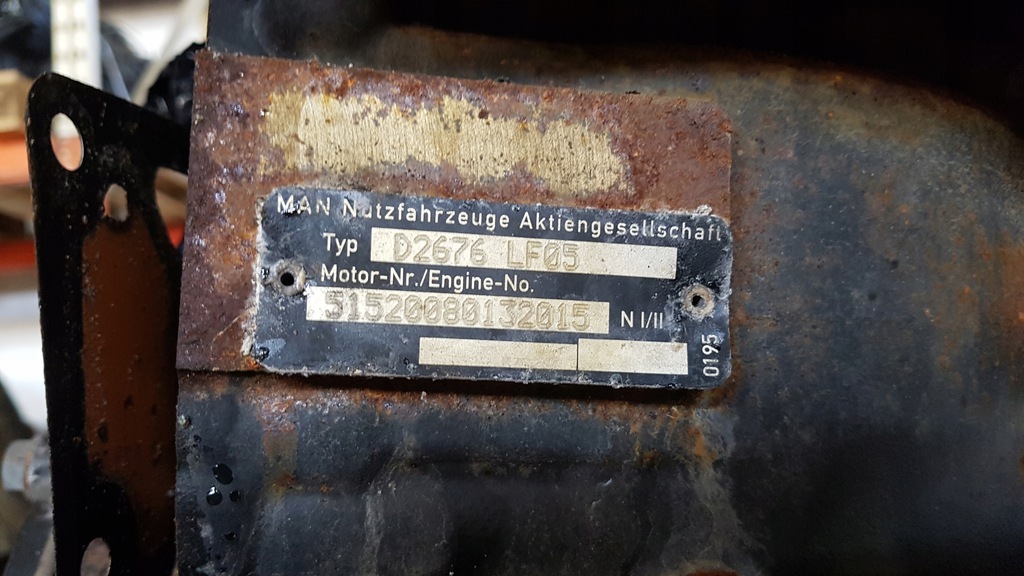 MAN Nutzfahrzeuge Aktiengesellschaft
Typ D2676 LF05
Motor-Nr./Engine-No.
51520080132015 N I/II
0195